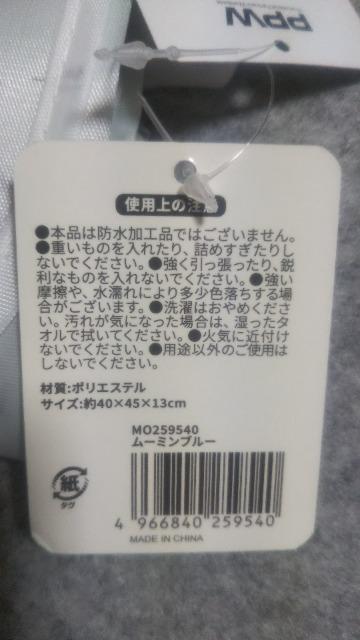 PPW
使用上の注意
●本品は防水加工品ではございません。
●重いものを入れたり、詰めすぎたりし
ないでください。●強く引っ張ったり、鋭
利なものを入れないでください。●強い
摩擦や、水濡れにより多少色落ちする場
合がございます。●洗濯はおやめくださ
い。汚れが気になった場合は、湿ったタ
オルで拭いてください。●火気に近付け
ないでください。●用途以外のご使用は
しないでください。
材質:ポリエステル
サイズ:約40×45×13cm
MO259540
ムーミンブルー
紙
タグ
4 966840 259540
MADE IN CHINA